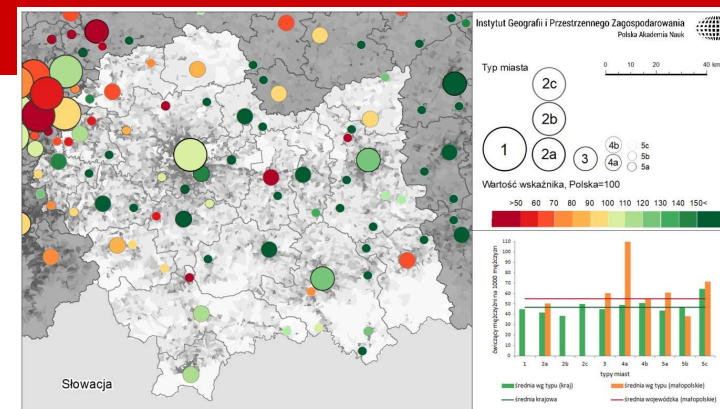 Instytut Geografii i Przestrzennego Zagospodarowania
Polska Akademia Nauk
Typ miasta
0 20 40 km
2c
2b
1 2a 3 4b 4a 5c 5b 5a
Wartość wskaźnika, Polska=100
>50 60 70 80 90 100 110 120 130 140 150<
Słowacja
ćwiczący mężczyźni na 1000 mężczyzn
110
100
90
80
70
60
50
40
30
20
10
0
1 2a 2b 2c 3 4a 4b 5a 5b 5c
typy miast
średnia wg typu (kraj) średnia wg typu (małopolskie)
średnia krajowa średnia wojewódzka (małopolskie)